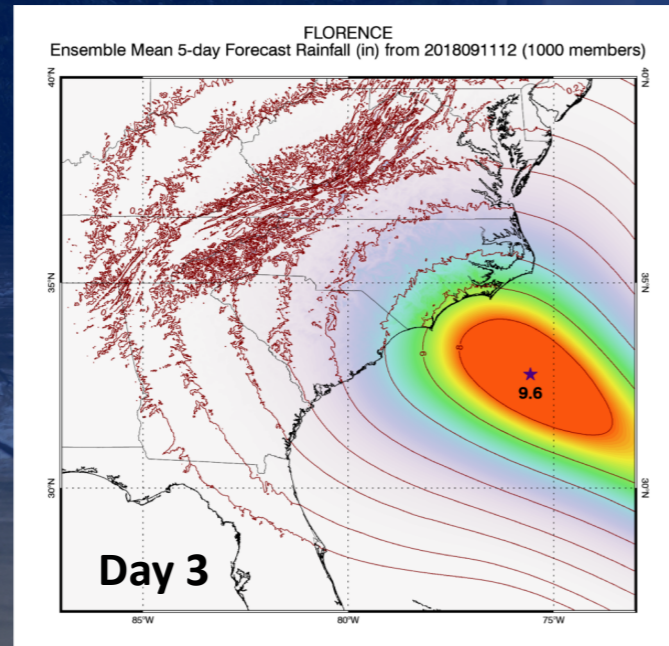 FLORENCE
Ensemble Mean 5-day Forecast Rainfall (in) from 2018091112 (1000 members)
40°N
40°N
35°N
35°N
9.6
30°N
30°N
Day 3
85°W
80°W
75°W